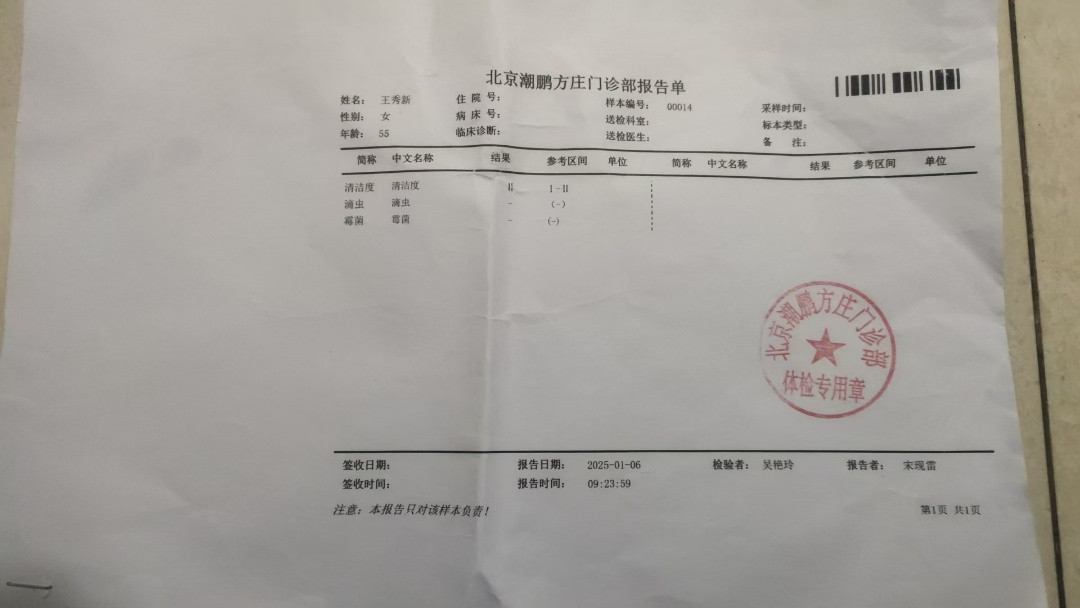 北京潮鹏方庄门诊部报告单
姓名: 王秀新 住院号: 样本编号: 00014 采样时间:
性别: 女 病床号: 送检科室: 标本类型:
年龄: 55 临床诊断: 送检医生: 备 注:
简称 中文名称 结果 参考区间 单位 简称 中文名称 结果 参考区间 单位
清洁度 清洁度 Ⅱ Ⅰ-Ⅱ
滴虫 滴虫 - (-)
霉菌 霉菌 - (-)
北京潮鹏方庄门诊部
体检专用章
签收日期: 报告日期: 2025-01-06 检验者: 吴艳玲 报告者: 宋现雷
签收时间: 报告时间: 09:23:59
注意: 本报告只对该样本负责! 第1页 共1页